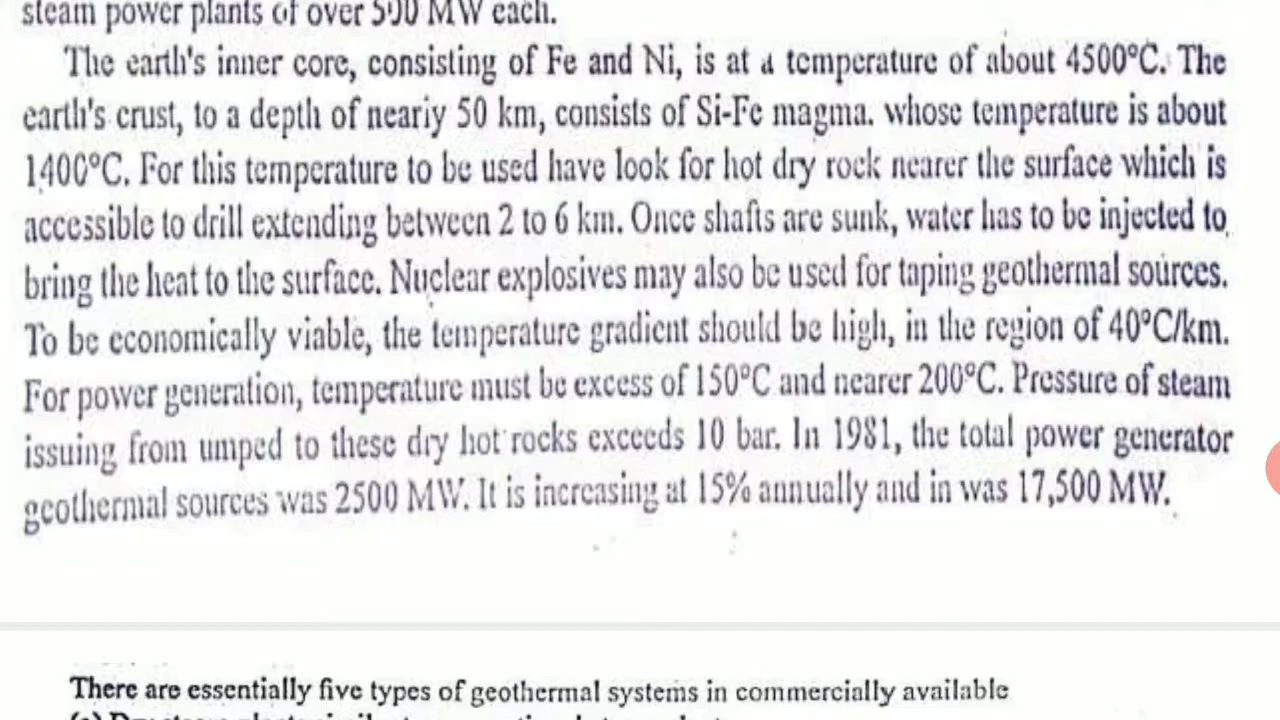 steam power plants of over 500 MW each.
The earth's inner core, consisting of Fe and Ni, is at a temperature of about 4500°C. The
earth's crust, to a depth of neariy 50 km, consists of Si-Fe magma. whose temperature is about
1400°C. For this temperature to be used have look for hot dry rock nearer the surface which is
accessible to drill extending between 2 to 6 km. Once shafts are sunk, water has to be injected to
bring the heat to the surface. Nuclear explosives may also be used for taping geothermal sources.
To be economically viable, the temperature gradient should be high, in the region of 40°C/km.
For power generation, temperature must be excess of 150°C and nearer 200°C. Pressure of steam
issuing from umped to these dry hot rocks exceeds 10 bar. In 1981, the total power generator
geothermal sources was 2500 MW. It is increasing at 15% annually and in was 17,500 MW.
There are essentially five types of geothermal systems in commercially available